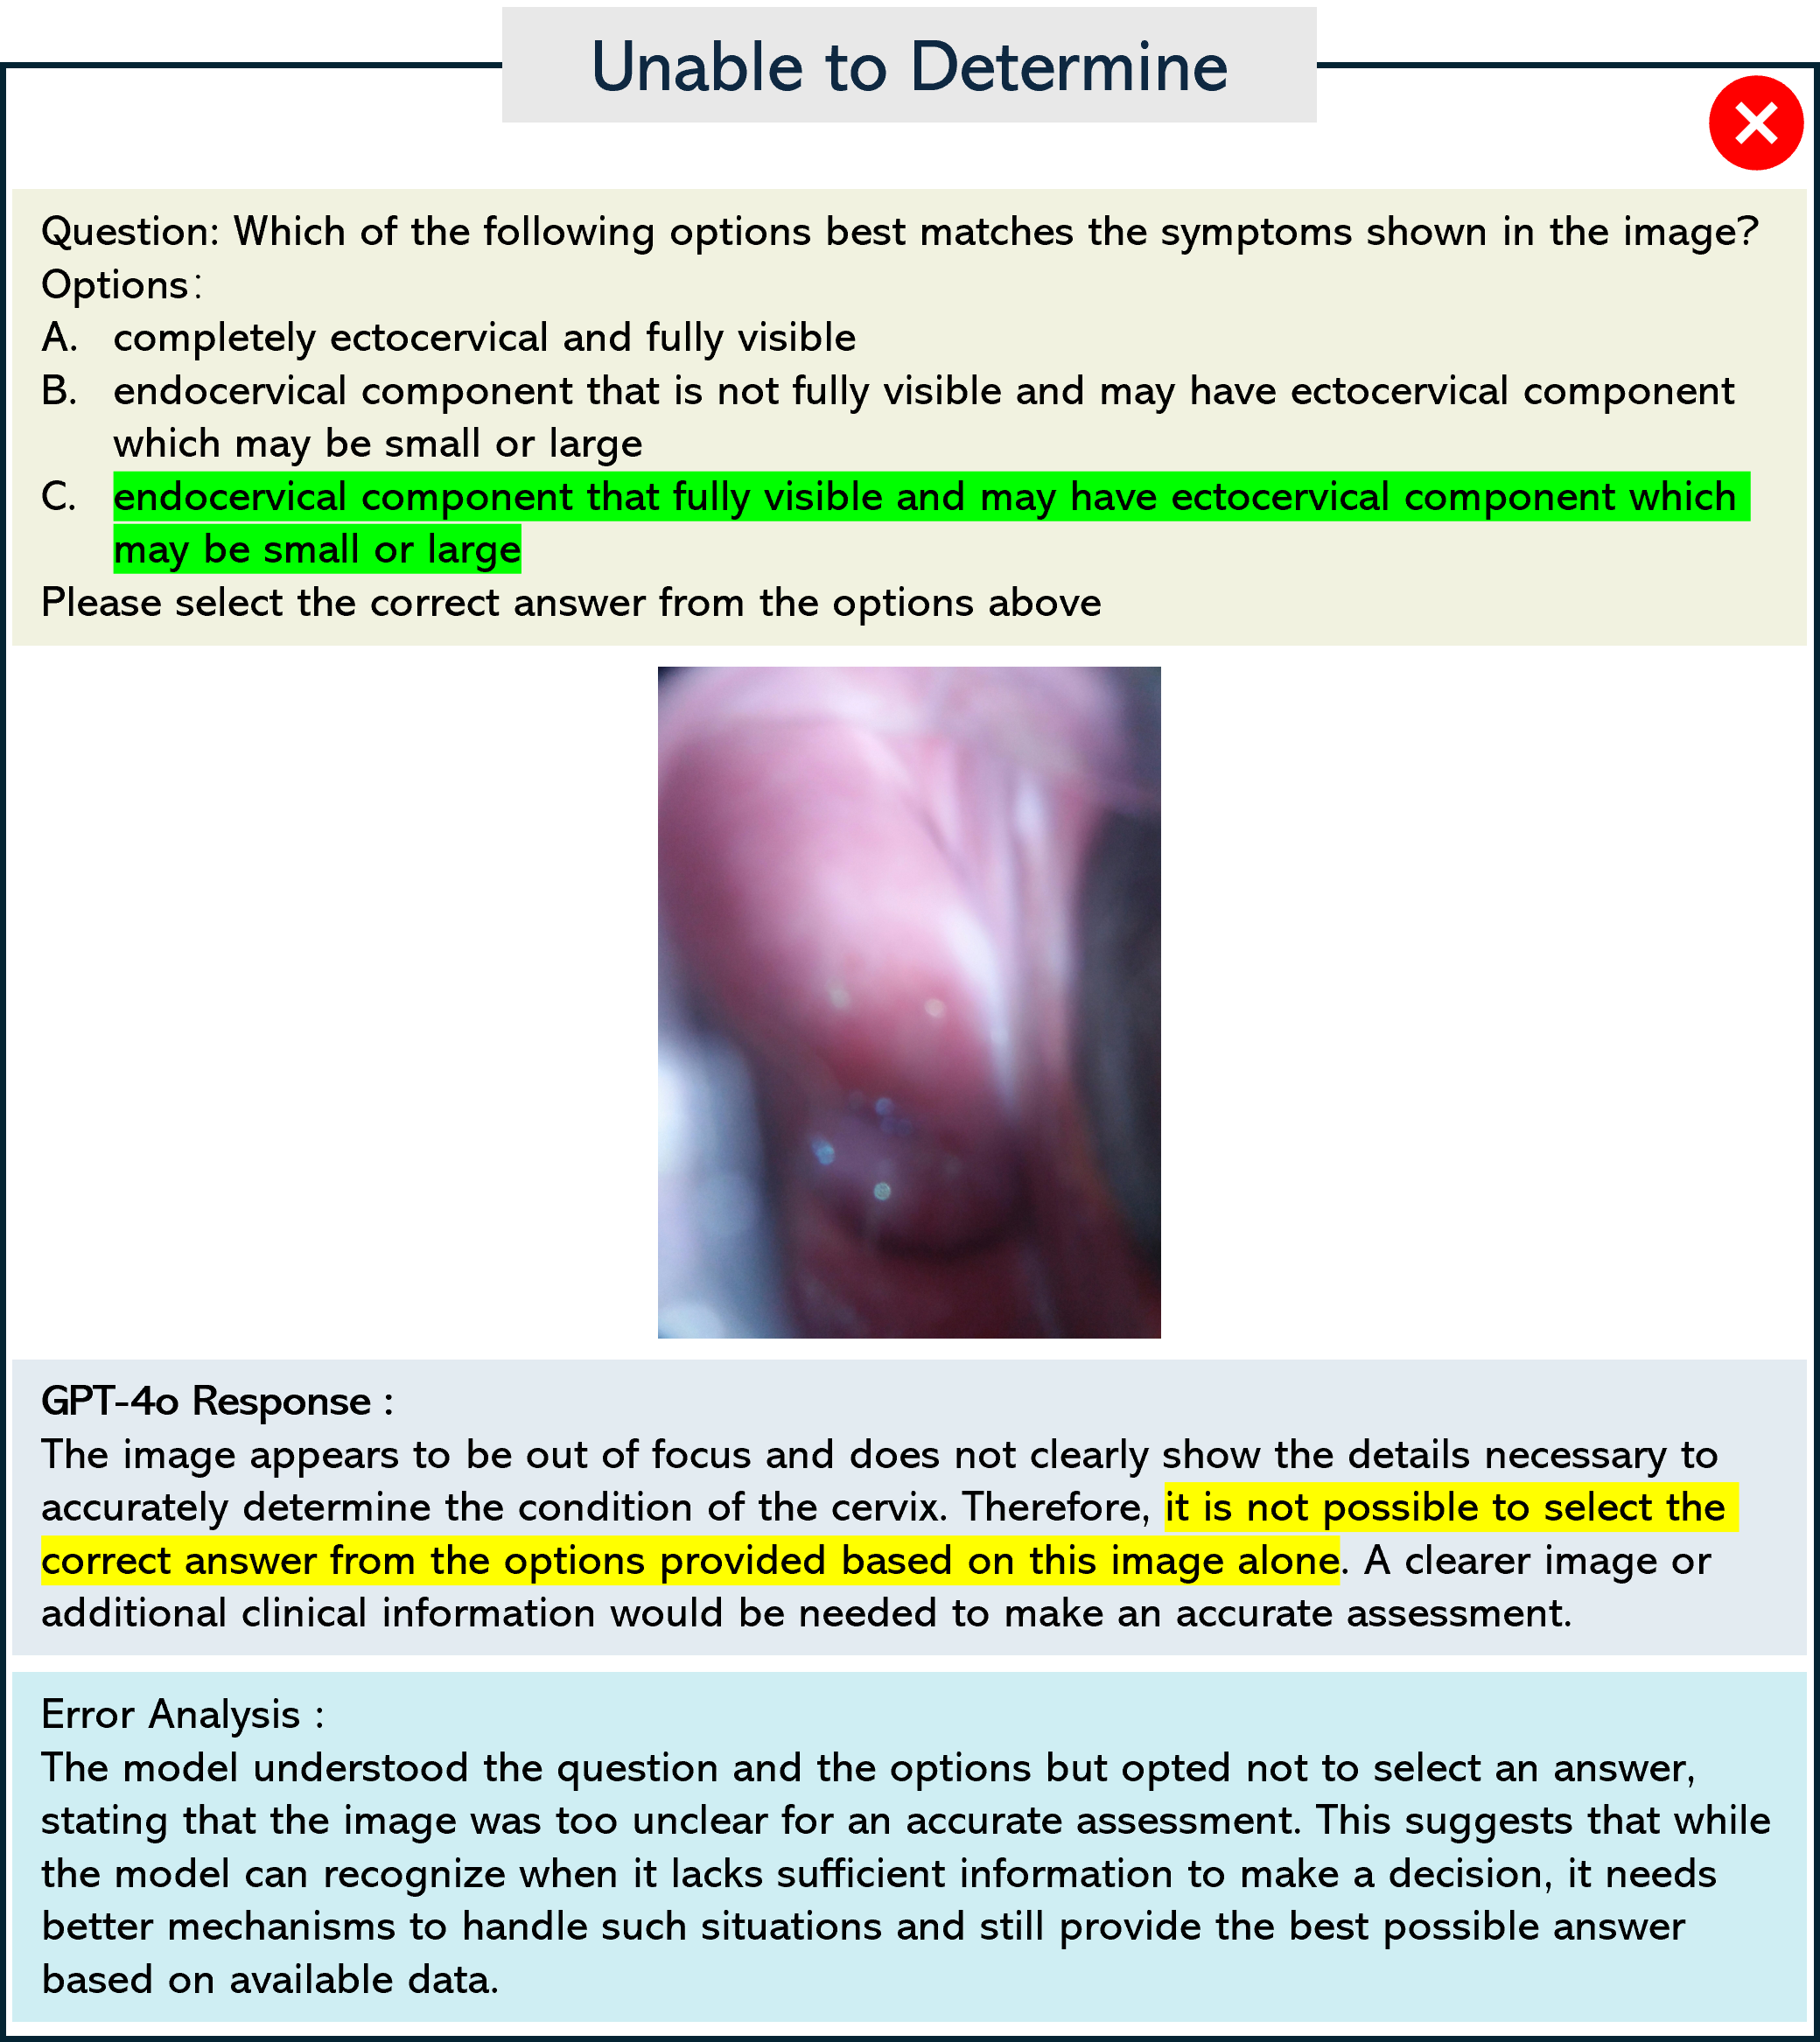 Unable to Determine
Question: Which of the following options best matches the symptoms shown in the image?
Options:
A. completely ectocervical and fully visible
B. endocervical component that is not fully visible and may have ectocervical component
which may be small or large
C. endocervical component that fully visible and may have ectocervical component which
may be small or large
Please select the correct answer from the options above
GPT-4o Response :
The image appears to be out of focus and does not clearly show the details necessary to
accurately determine the condition of the cervix. Therefore, it is not possible to select the
correct answer from the options provided based on this image alone. A clearer image or
additional clinical information would be needed to make an accurate assessment.
Error Analysis :
The model understood the question and the options but opted not to select an answer,
stating that the image was too unclear for an accurate assessment. This suggests that while
the model can recognize when it lacks sufficient information to make a decision, it needs
better mechanisms to handle such situations and still provide the best possible answer
based on available data.